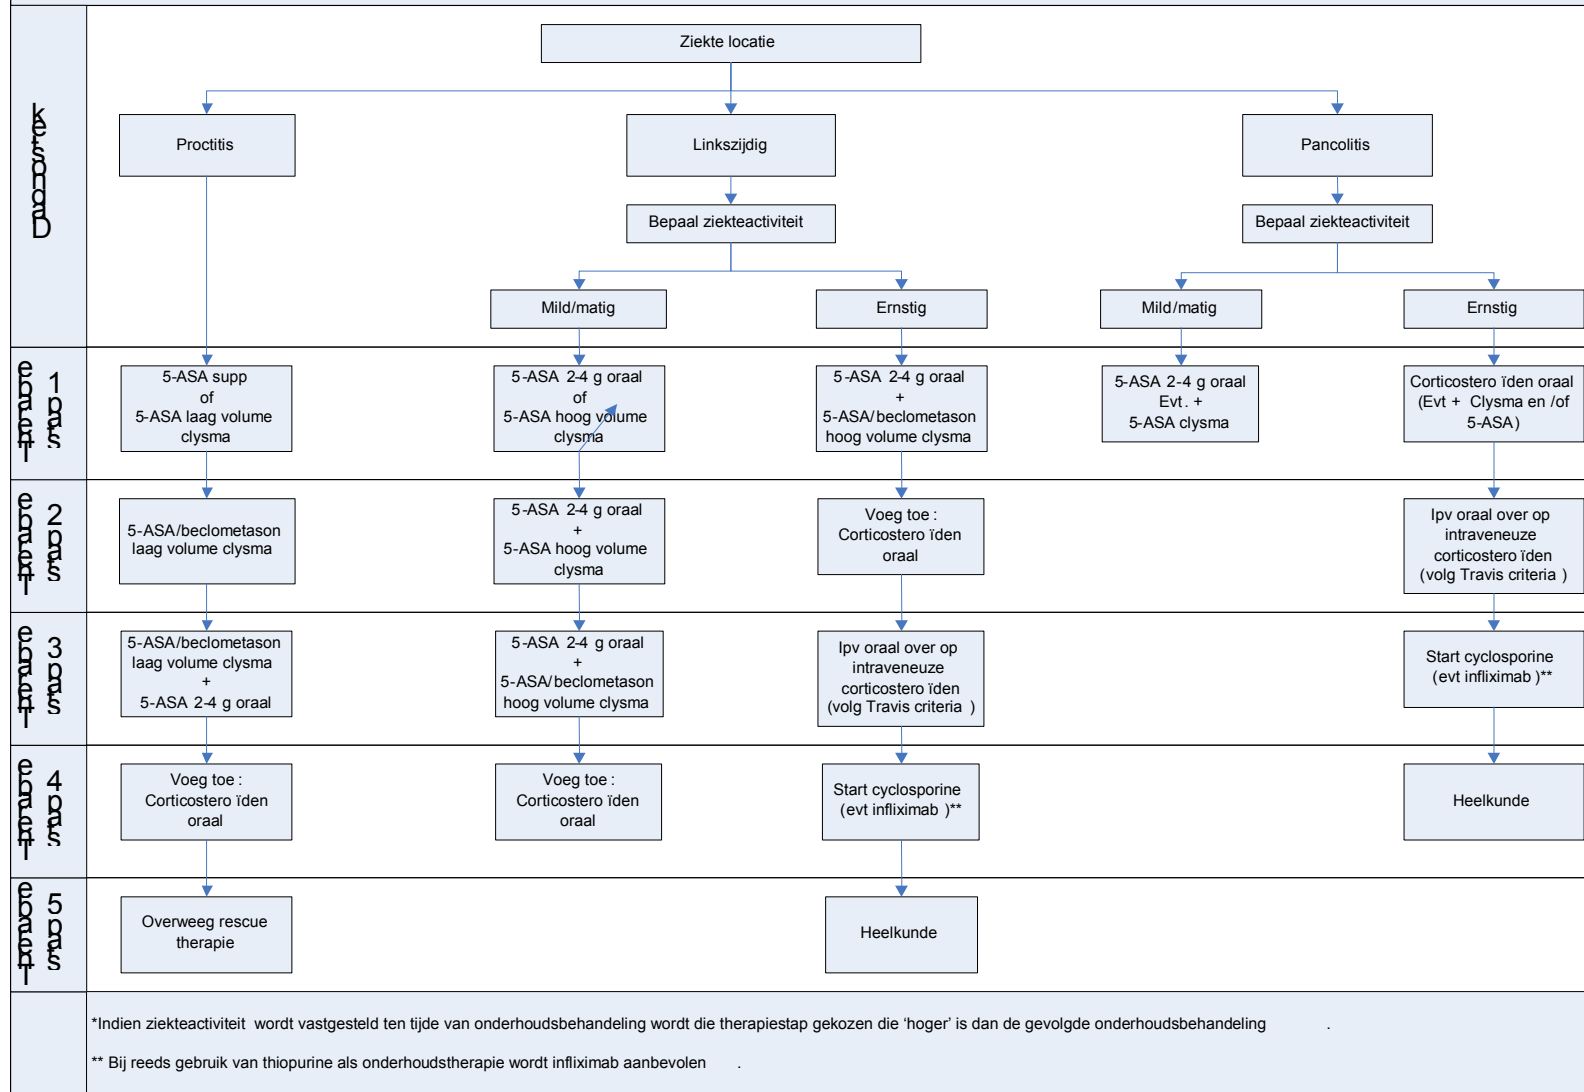 Ziekte locatie
Diagnostiek
Proctitis
Linkszijdig
Pancolitis
Bepaal ziekteactiviteit
Bepaal ziekteactiviteit
Mild/matig
Ernstig
Mild/matig
Ernstig
Therapie
stap 1
5-ASA supp
of
5-ASA laag volume
clysma
5-ASA 2-4 g oraal
of
5-ASA hoog volume
clysma
5-ASA 2-4 g oraal
+
5-ASA/beclometason
hoog volume clysma
5-ASA 2-4 g oraal
Evt. +
5-ASA clysma
Corticostero ïden oraal
(Evt + Clysma en /of
5-ASA)
5-ASA/beclometason
laag volume clysma
5-ASA 2-4 g oraal
+
5-ASA hoog volume
clysma
Voeg toe :
Corticostero ïden
oraal
Ipv oraal over op
intraveneuze
corticostero ïden
(volg Travis criteria )
5-ASA/beclometason
laag volume clysma
+
5-ASA 2-4 g oraal
5-ASA 2-4 g oraal
+
5-ASA/beclometason
hoog volume clysma
Ipv oraal over op
intraveneuze
corticostero ïden
(volg Travis criteria )
Start cyclosporine
(evt infliximab )**
Voeg toe :
Corticostero ïden
oraal
Voeg toe :
Corticostero ïden
oraal
Start cyclosporine
(evt infliximab )**
Heelkunde
Overweeg rescue
therapie
Heelkunde
*Indien ziekteactiviteit wordt vastgesteld ten tijde van onderhoudsbehandeling wordt die therapiestap gekozen die ‘hoger’ is dan de gevolgde onderhoudsbehandeling .
** Bij reeds gebruik van thiopurine als onderhoudstherapie wordt infliximab aanbevolen .